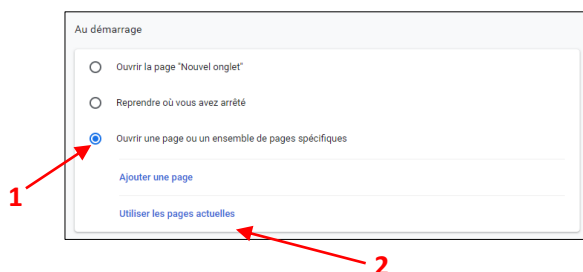 Au démarrage
Ouvrir la page "Nouvel onglet"
Reprendre où vous avez arrêté
Ouvrir une page ou un ensemble de pages spécifiques
Ajouter une page
1
Utiliser les pages actuelles
2